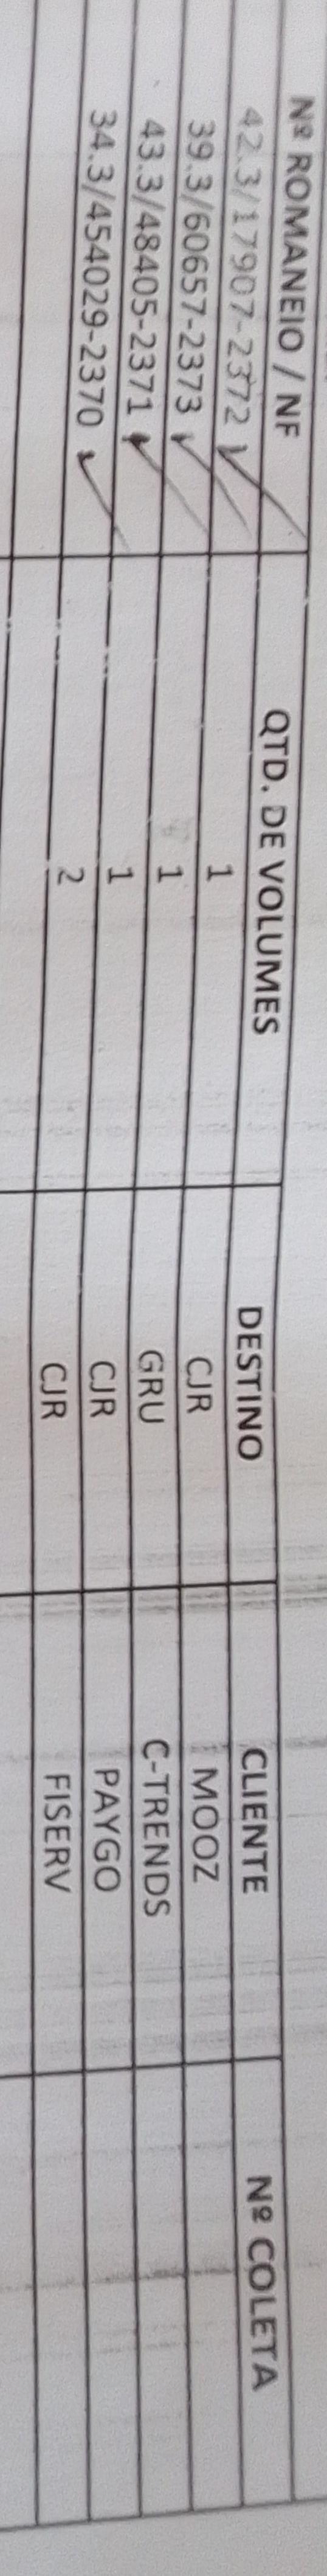 Nº ROMANEIO / NF QTD. DE VOLUMES DESTINO CLIENTE Nº COLETA
42.3/17907-2372 1 CJR MOOZ
39.3/60657-2373 1 GRU C-TRENDS
43.3/48405-2371 1 CJR PAYGO
34.3/454029-2370 2 CJR FISERV